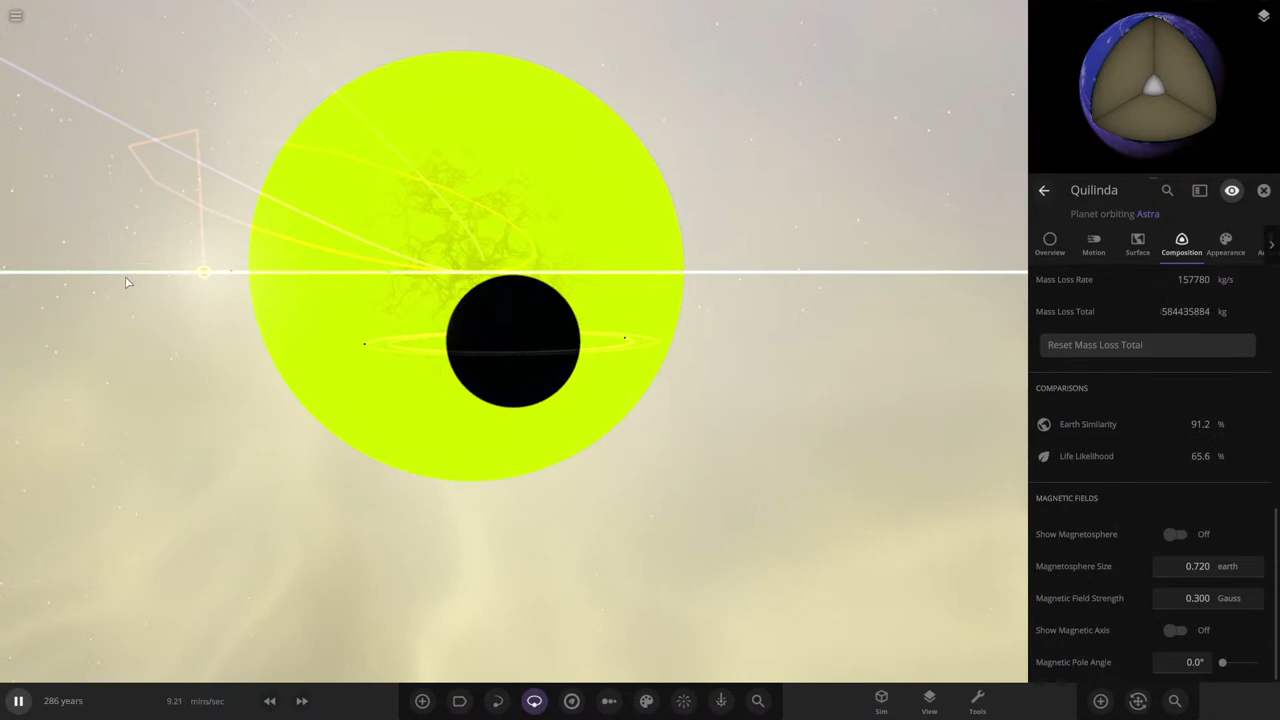 Quilinda
Planet orbiting Astra
Overview Motion Surface Composition Appearance
Mass Loss Rate 157780 kg/s
Mass Loss Total 584435884 kg
Reset Mass Loss Total
COMPARISONS
Earth Similarity 91.2 %
Life Likelihood 65.6 %
MAGNETIC FIELDS
Show Magnetosphere Off
Magnetosphere Size 0.720 earth
Magnetic Field Strength 0.300 Gauss
Show Magnetic Axis Off
Magnetic Pole Angle 0.0°
286 years 9.21 mins/sec Sim View Tools